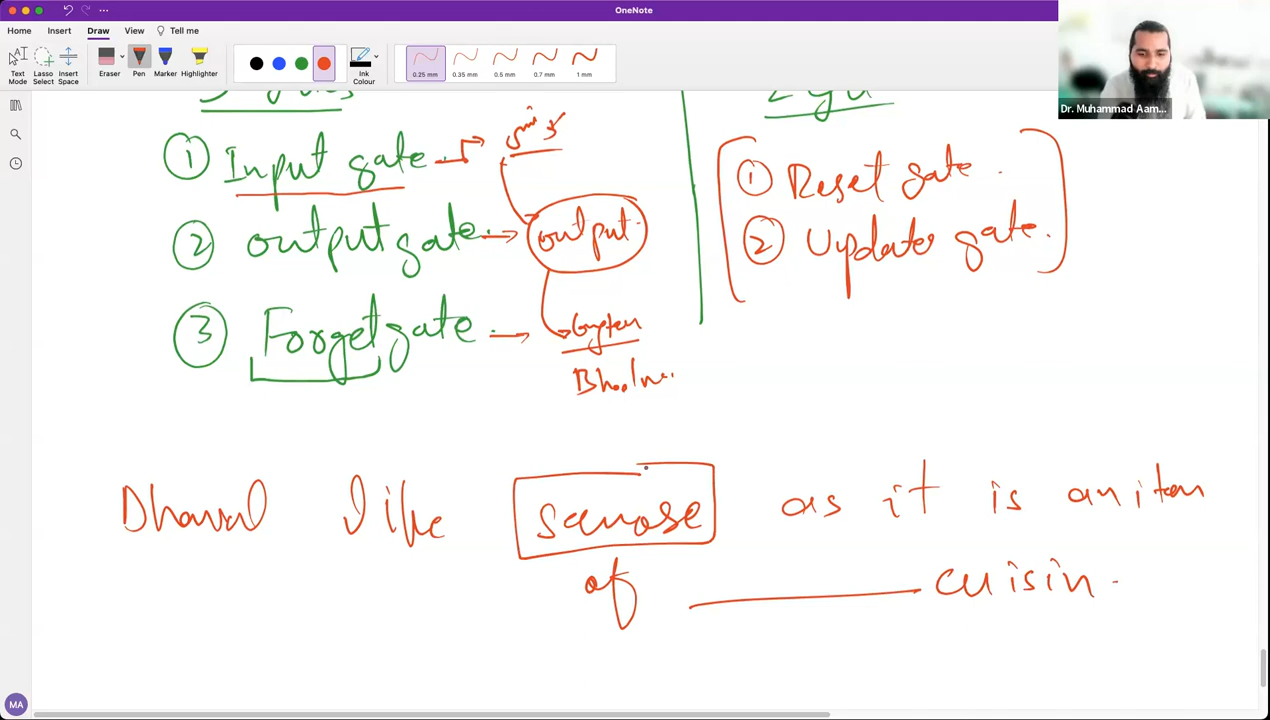 OneNote
Home Insert Draw View Tell me
Text Mode Lasso Select Insert Space Eraser Pen Marker Highlighter Ink Colour 0.25 mm 0.35 mm 0.5 mm 0.7 mm 1 mm
Dr. Muhammad Aam...
① Input gate
② output gate output
③ Forget gate
Bhoolna..
① Reset gate.
② Update gate.
Dhaval like samose as it is an item
of ________ cuisin.
MA